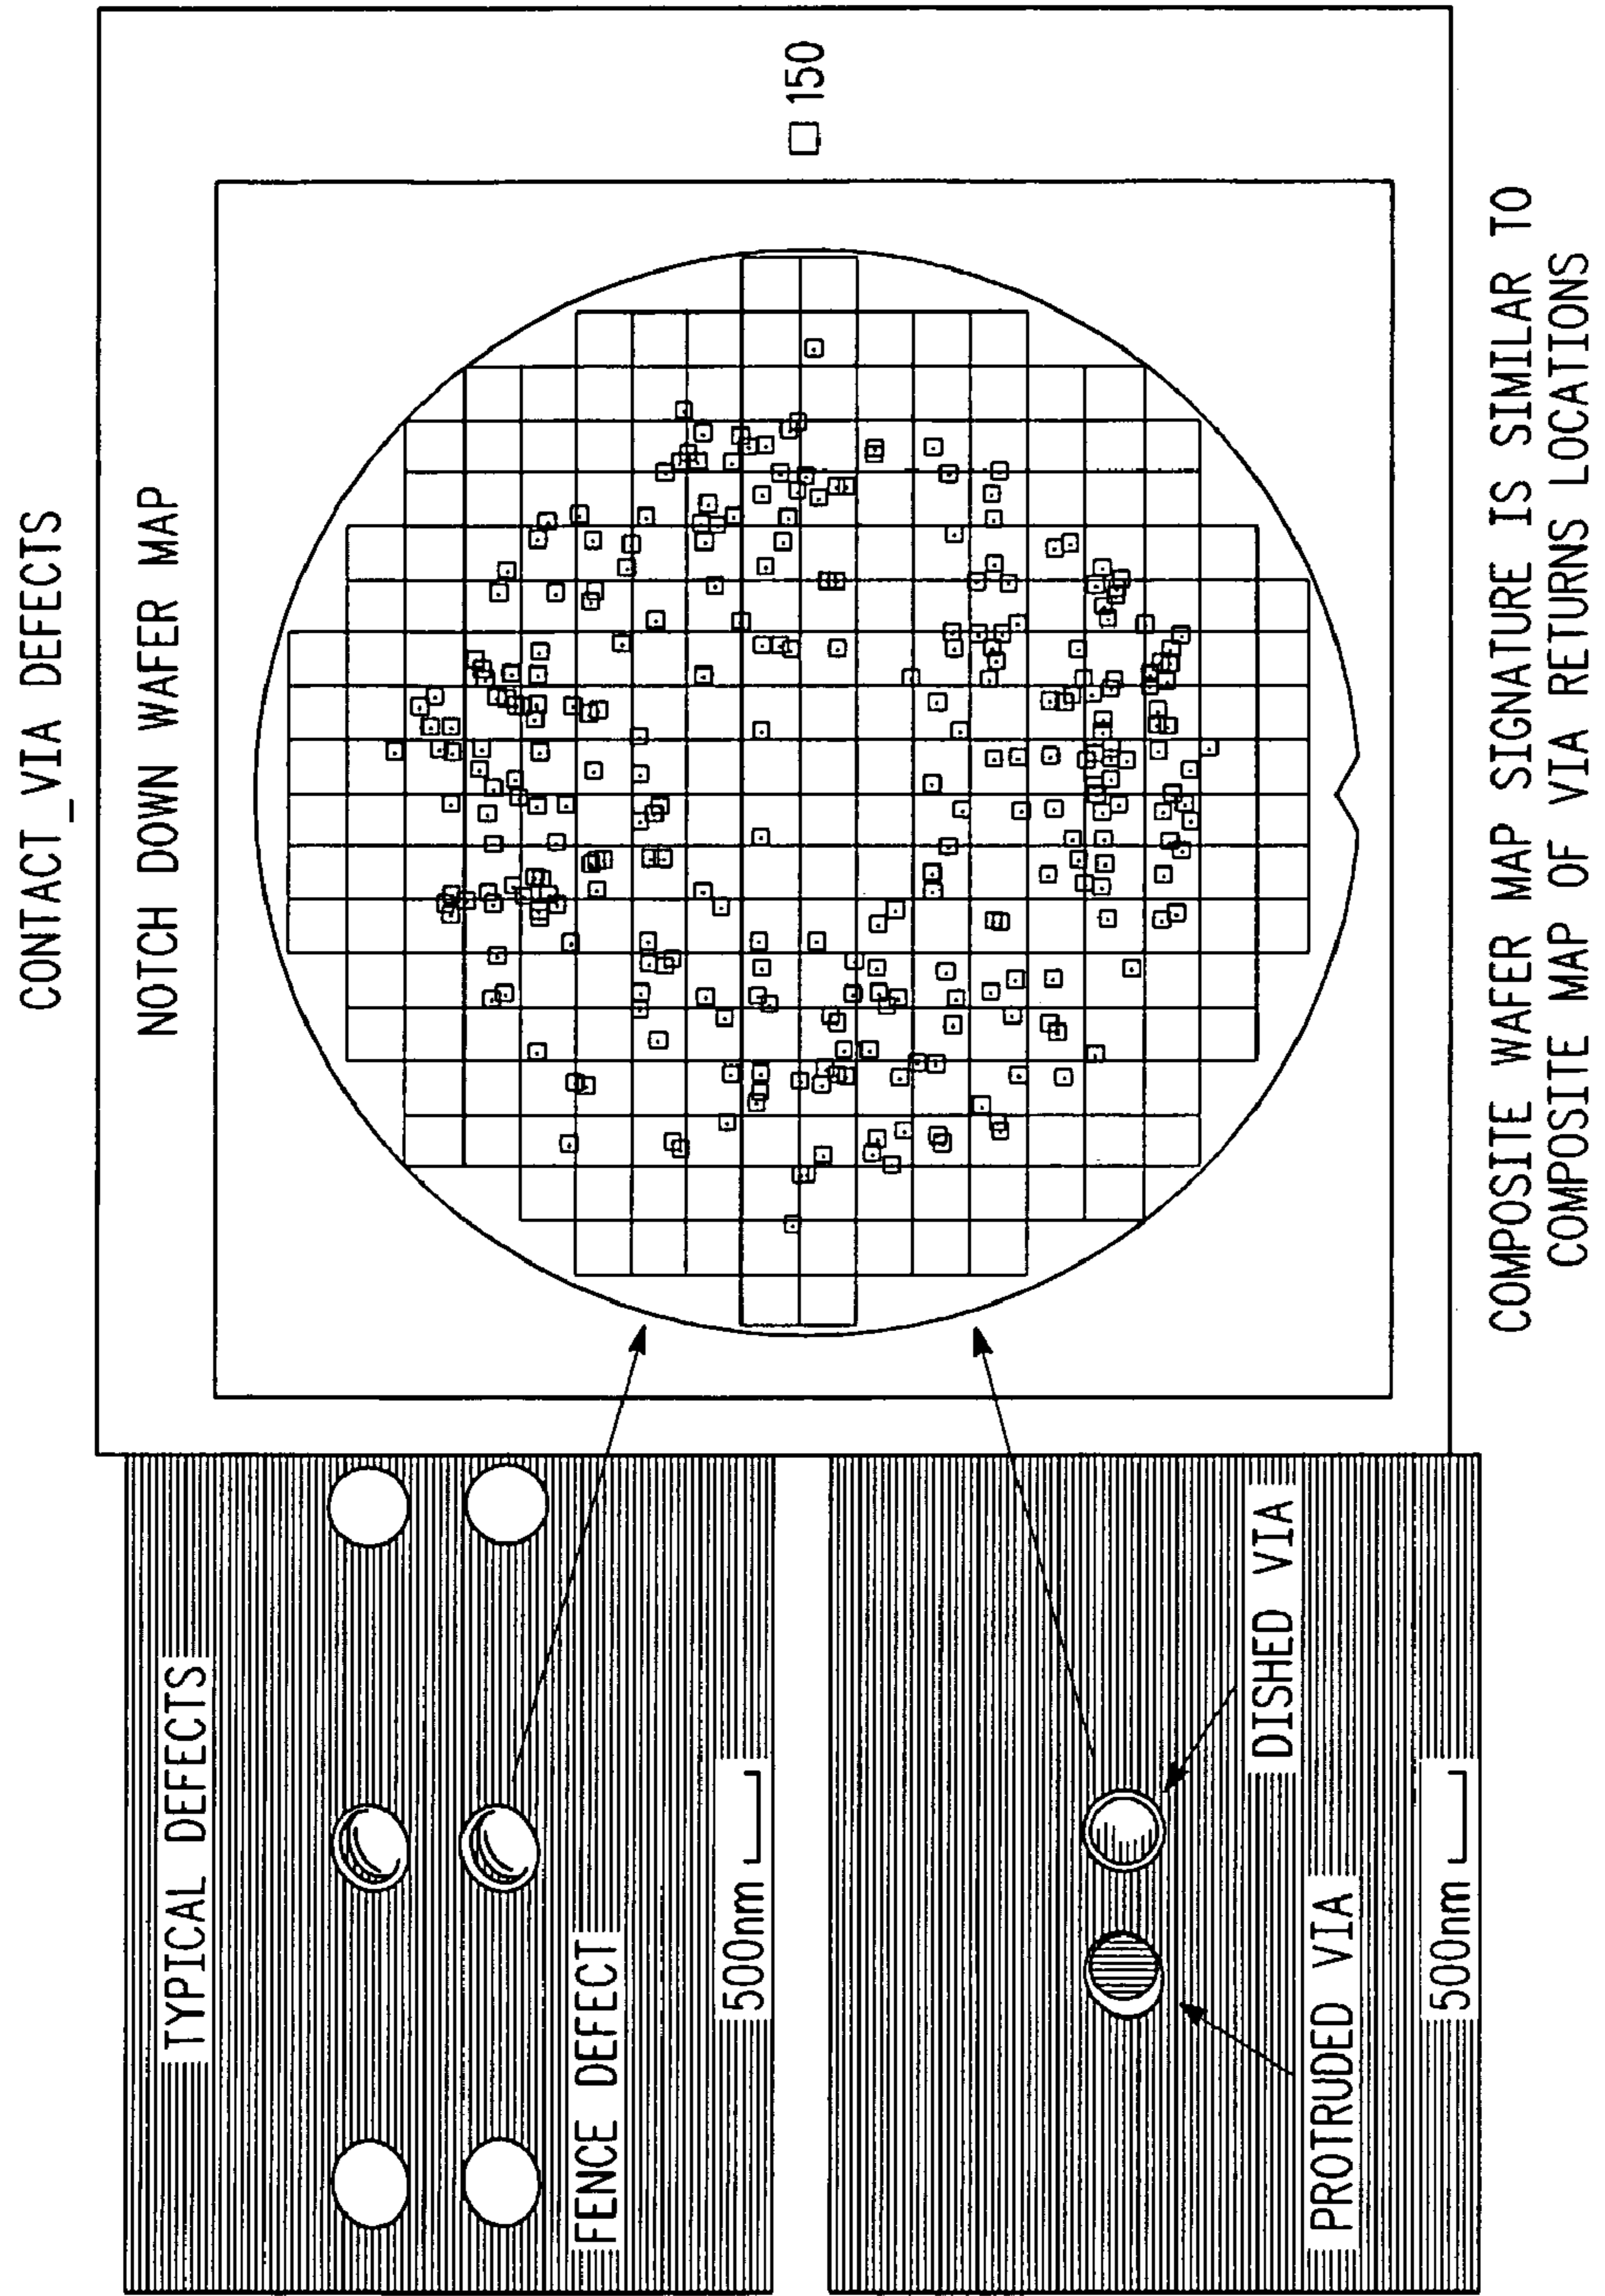 CONTACT_VIA DEFECTS
NOTCH DOWN WAFER MAP
TYPICAL DEFECTS
FENCE DEFECT
500nm
PROTRUDED VIA
DISHED VIA
500nm
150
COMPOSITE WAFER MAP SIGNATURE IS SIMILAR TO
COMPOSITE MAP OF VIA RETURNS LOCATIONS